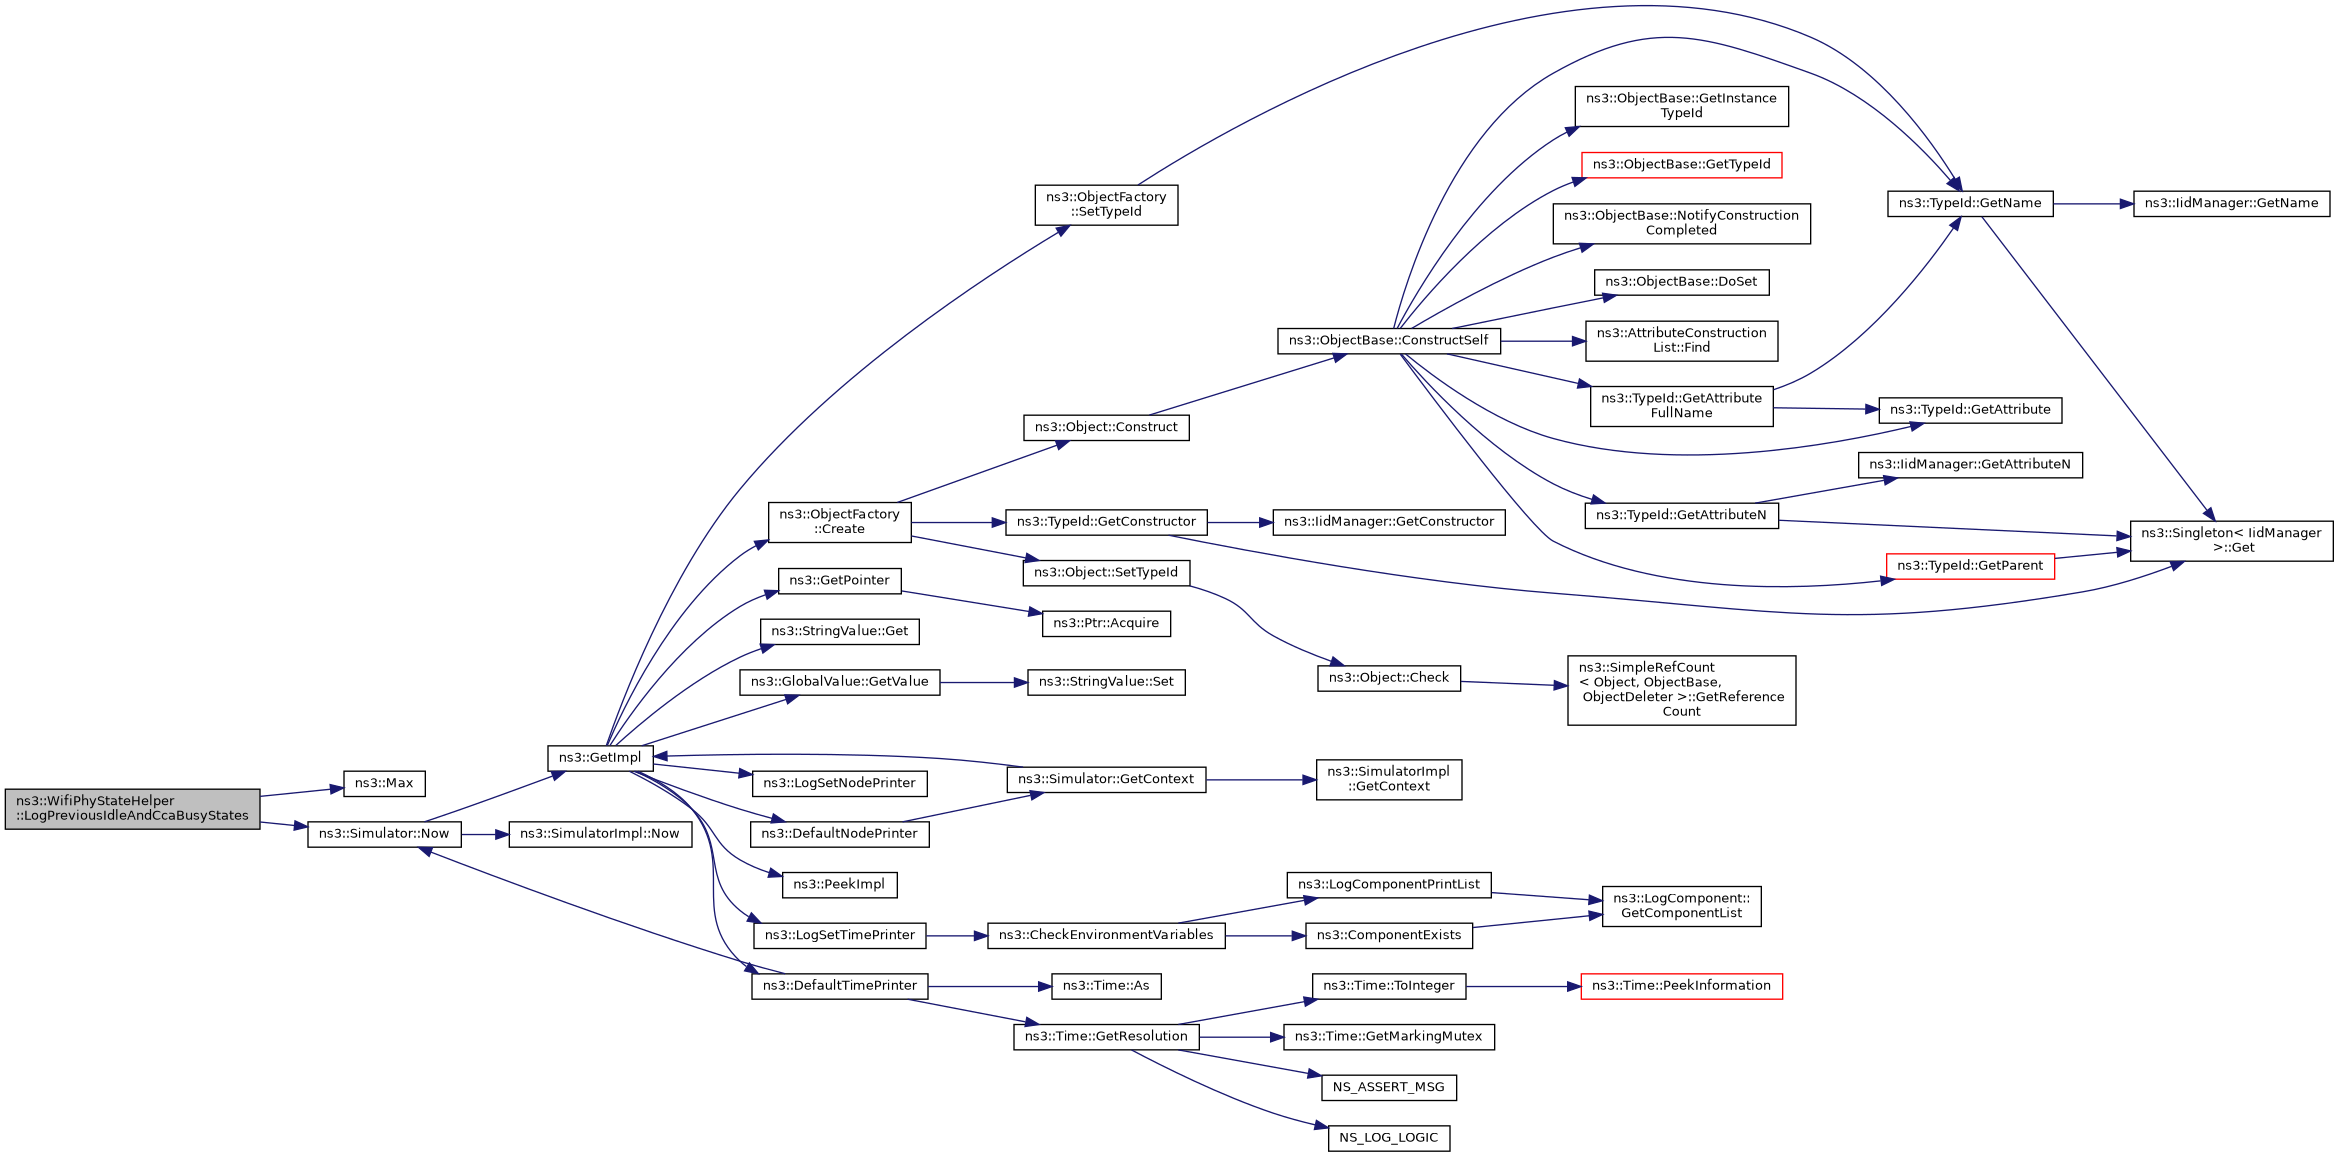 ns3::WifiPhyStateHelper
::LogPreviousIdleAndCcaBusyStates
ns3::Max
ns3::Simulator::Now
ns3::GetImpl
ns3::SimulatorImpl::Now
ns3::ObjectFactory
::SetTypeId
ns3::ObjectFactory
::Create
ns3::GetPointer
ns3::StringValue::Get
ns3::GlobalValue::GetValue
ns3::LogSetNodePrinter
ns3::DefaultNodePrinter
ns3::PeekImpl
ns3::LogSetTimePrinter
ns3::DefaultTimePrinter
ns3::Object::Construct
ns3::TypeId::GetConstructor
ns3::Object::SetTypeId
ns3::Ptr::Acquire
ns3::StringValue::Set
ns3::Simulator::GetContext
ns3::CheckEnvironmentVariables
ns3::Time::As
ns3::Time::GetResolution
ns3::ObjectBase::ConstructSelf
ns3::IidManager::GetConstructor
ns3::Object::Check
ns3::SimulatorImpl
::GetContext
ns3::LogComponentPrintList
ns3::ComponentExists
ns3::Time::ToInteger
ns3::Time::GetMarkingMutex
NS_ASSERT_MSG
NS_LOG_LOGIC
ns3::ObjectBase::GetInstance
TypeId
ns3::ObjectBase::GetTypeId
ns3::ObjectBase::NotifyConstruction
Completed
ns3::ObjectBase::DoSet
ns3::AttributeConstruction
List::Find
ns3::TypeId::GetAttribute
FullName
ns3::TypeId::GetAttributeN
ns3::SimpleRefCount
< Object, ObjectBase,
ObjectDeleter >::GetReference
Count
ns3::LogComponent::
GetComponentList
ns3::Time::PeekInformation
ns3::TypeId::GetName
ns3::TypeId::GetAttribute
ns3::IidManager::GetAttributeN
ns3::TypeId::GetParent
ns3::IidManager::GetName
ns3::Singleton< IidManager
>::Get